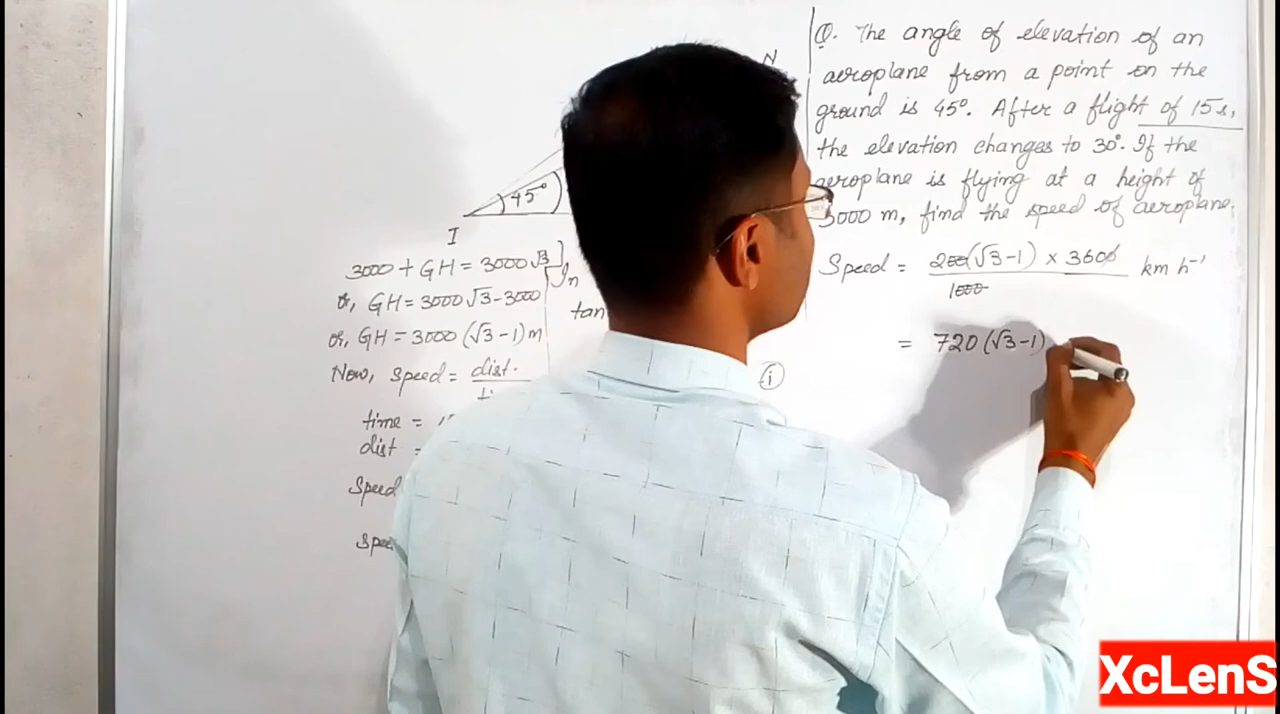 N
45°
I
3000 + GH = 3000√3
or, GH = 3000√3 - 3000
or, GH = 3000 (√3 - 1) m
Now, speed = dist.
time =
dist =
Speed
tan
i
Q. The angle of elevation of an
aeroplane from a point on the
ground is 45°. After a flight of 15s,
the elevation changes to 30°. If the
aeroplane is flying at a height of
3000 m, find the speed of aeroplane.
Speed = 200(√3-1) × 3600 / 1000 km h⁻¹
= 720(√3-1)
XcLenS